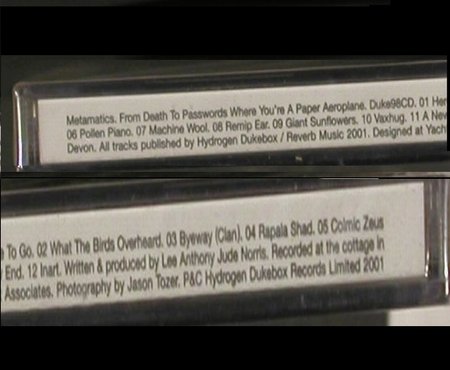 Metamatics. From Death To Passwords Where You're A Paper Aeroplane. Duke98CD. 01 Her
06 Pollen Piano. 07 Machine Wool. 08 Remip Ear. 09 Giant Sunflowers. 10 Vaxhug. 11 A New
Devon. All tracks published by Hydrogen Dukebox / Reverb Music 2001. Designed at Yach
To Go. 02 What The Birds Overheard. 03 Byeway (Clan). 04 Rapala Shad. 05 Colmic Zeus
End. 12 Inart. Written & produced by Lee Anthony Jude Norris. Recorded at the cottage in
Associates. Photography by Jason Tozer. P&C Hydrogen Dukebox Records Limited 2001